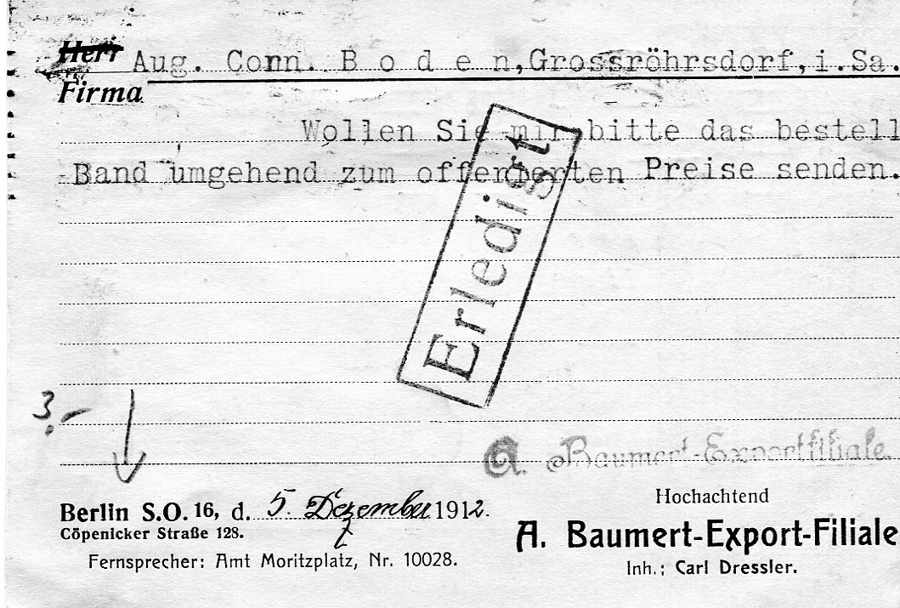 Herr
Firma
Aug. Corn. B o d e n, Grossröhrsdorf, i.Sa.
Wollen Sie mir bitte das bestell
Band umgehend zum offerierten Preise senden.
Erledigt
3.-
A. Baumert-Exportfiliale
Berlin S.O. 16, d. 5. Dezember 1912.
Cöpenicker Straße 128.
Fernsprecher: Amt Moritzplatz, Nr. 10028.
Hochachtend
A. Baumert-Export-Filiale
Inh.: Carl Dressler.